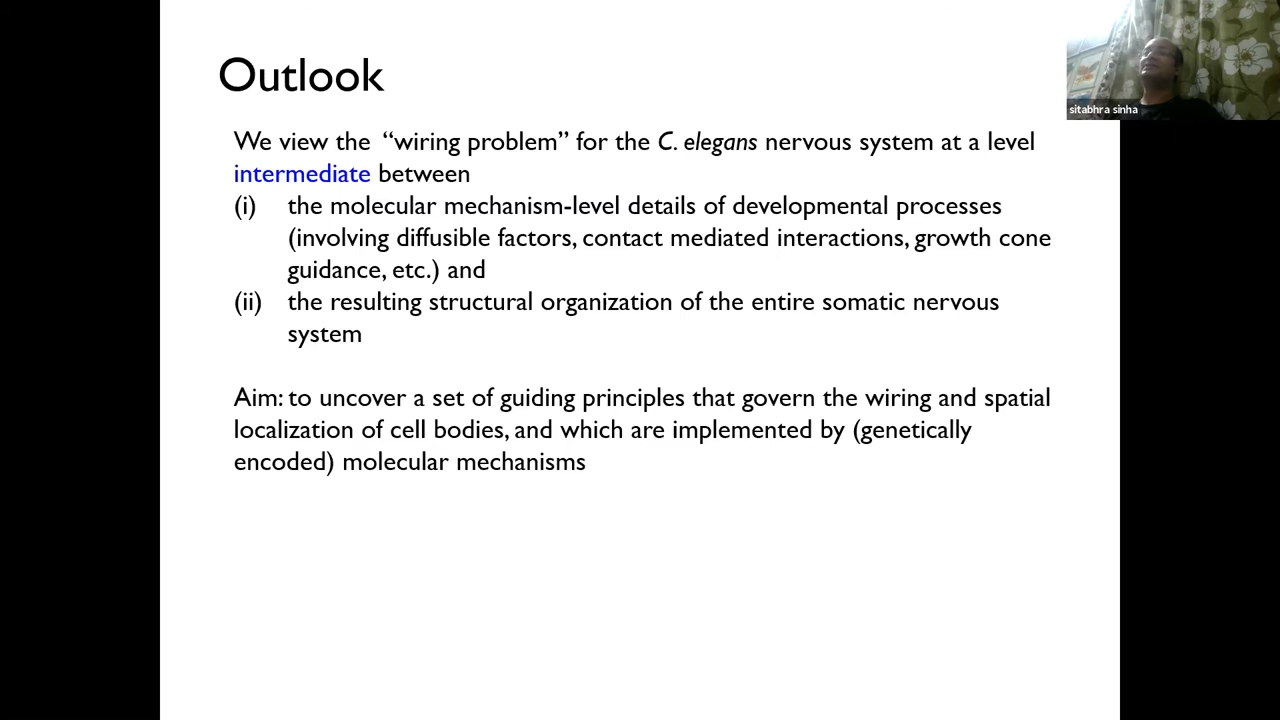 Outlook
sitabhra sinha
We view the “wiring problem” for the C. elegans nervous system at a level
intermediate between
(i) the molecular mechanism-level details of developmental processes
(involving diffusible factors, contact mediated interactions, growth cone
guidance, etc.) and
(ii) the resulting structural organization of the entire somatic nervous
system
Aim: to uncover a set of guiding principles that govern the wiring and spatial
localization of cell bodies, and which are implemented by (genetically
encoded) molecular mechanisms